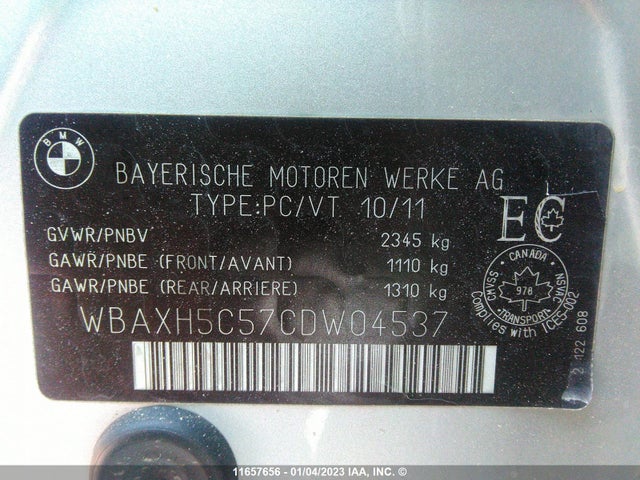 BMW
BAYERISCHE MOTOREN WERKE AG
TYPE:PC/VT 10/11
EC
GVWR/PNBV 2345 kg
GAWR/PNBE (FRONT/AVANT) 1110 kg
GAWR/PNBE (REAR/ARRIERE) 1310 kg
WBAXH5C57CDW04537
CANADA
CMVSS
NSVAC
978
TRANSPORT
complies with ICES-002
2 122 608
11657656 - 01/04/2023 IAA, INC. ©